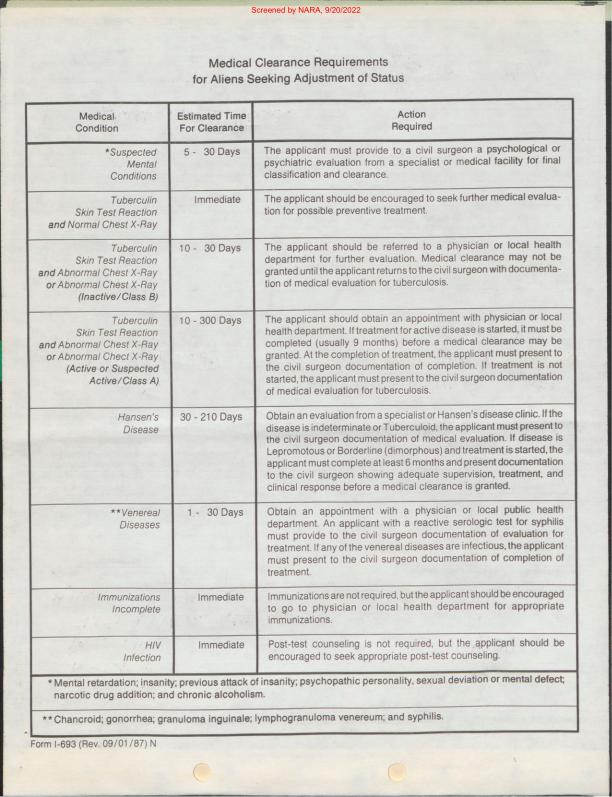 Screened by NARA, 9/20/2022
Medical Clearance Requirements
for Aliens Seeking Adjustment of Status
Medical
Condition
Estimated Time
For Clearance
Action
Required
*Suspected
Mental
Conditions
5 - 30 Days
The applicant must provide to a civil surgeon a psychological or
psychiatric evaluation from a specialist or medical facility for final
classification and clearance.
Tuberculin
Skin Test Reaction
and Normal Chest X-Ray
Immediate
The applicant should be encouraged to seek further medical evalua-
tion for possible preventive treatment.
Tuberculin
Skin Test Reaction
and Abnormal Chest X-Ray
or Abnormal Chest X-Ray
(Inactive/Class B)
10 - 30 Days
The applicant should be referred to a physician or local health
department for further evaluation. Medical clearance may not be
granted until the applicant returns to the civil surgeon with documenta-
tion of medical evaluation for tuberculosis.
Tuberculin
Skin Test Reaction
and Abnormal Chest X-Ray
or Abnormal Chect X-Ray
(Active or Suspected
Active/Class A)
10 - 300 Days
The applicant should obtain an appointment with physician or local
health department. If treatment for active disease is started, it must be
completed (usually 9 months) before a medical clearance may be
granted. At the completion of treatment, the applicant must present to
the civil surgeon documentation of completion. If treatment is not
started, the applicant must present to the civil surgeon documentation
of medical evaluation for tuberculosis.
Hansen's
Disease
30 - 210 Days
Obtain an evaluation from a specialist or Hansen's disease clinic. If the
disease is indeterminate or Tuberculoid, the applicant must present to
the civil surgeon documentation of medical evaluation. If disease is
Lepromotous or Borderline (dimorphous) and treatment is started, the
applicant must complete at least 6 months and present documentation
to the civil surgeon showing adequate supervision, treatment, and
clinical response before a medical clearance is granted.
**Venereal
Diseases
1 - 30 Days
Obtain an appointment with a physician or local public health
department. An applicant with a reactive serologic test for syphilis
must provide to the civil surgeon documentation of evaluation for
treatment. If any of the venereal diseases are infectious, the applicant
must present to the civil surgeon documentation of completion of
treatment.
Immunizations
Incomplete
Immediate
Immunizations are not required, but the applicant should be encouraged
to go to physician or local health department for appropriate
immunizations.
HIV
Infection
Immediate
Post-test counseling is not required, but the applicant should be
encouraged to seek appropriate post-test counseling.
* Mental retardation; insanity; previous attack of insanity; psychopathic personality, sexual deviation or mental defect;
narcotic drug addition; and chronic alcoholism.
** Chancroid; gonorrhea; granuloma inguinale; lymphogranuloma venereum; and syphilis.
Form I-693 (Rev. 09/01/87) N